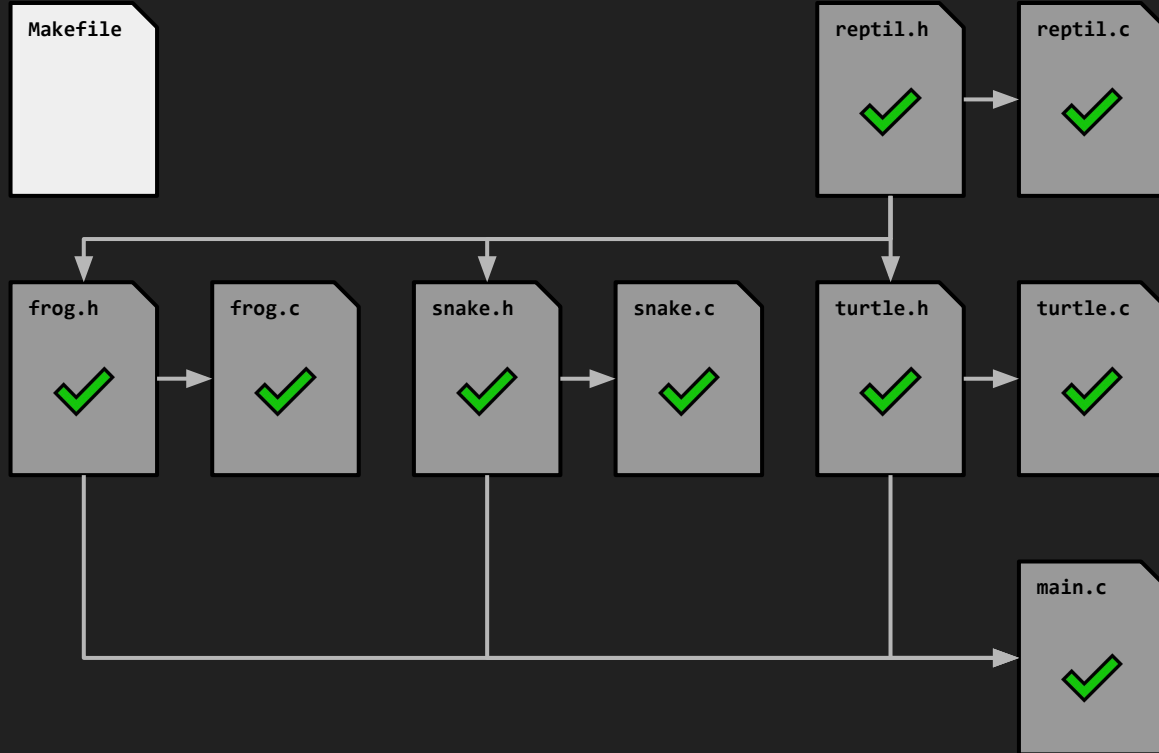 Makefile
reptil.h
reptil.c
frog.h
frog.c
snake.h
snake.c
turtle.h
turtle.c
main.c